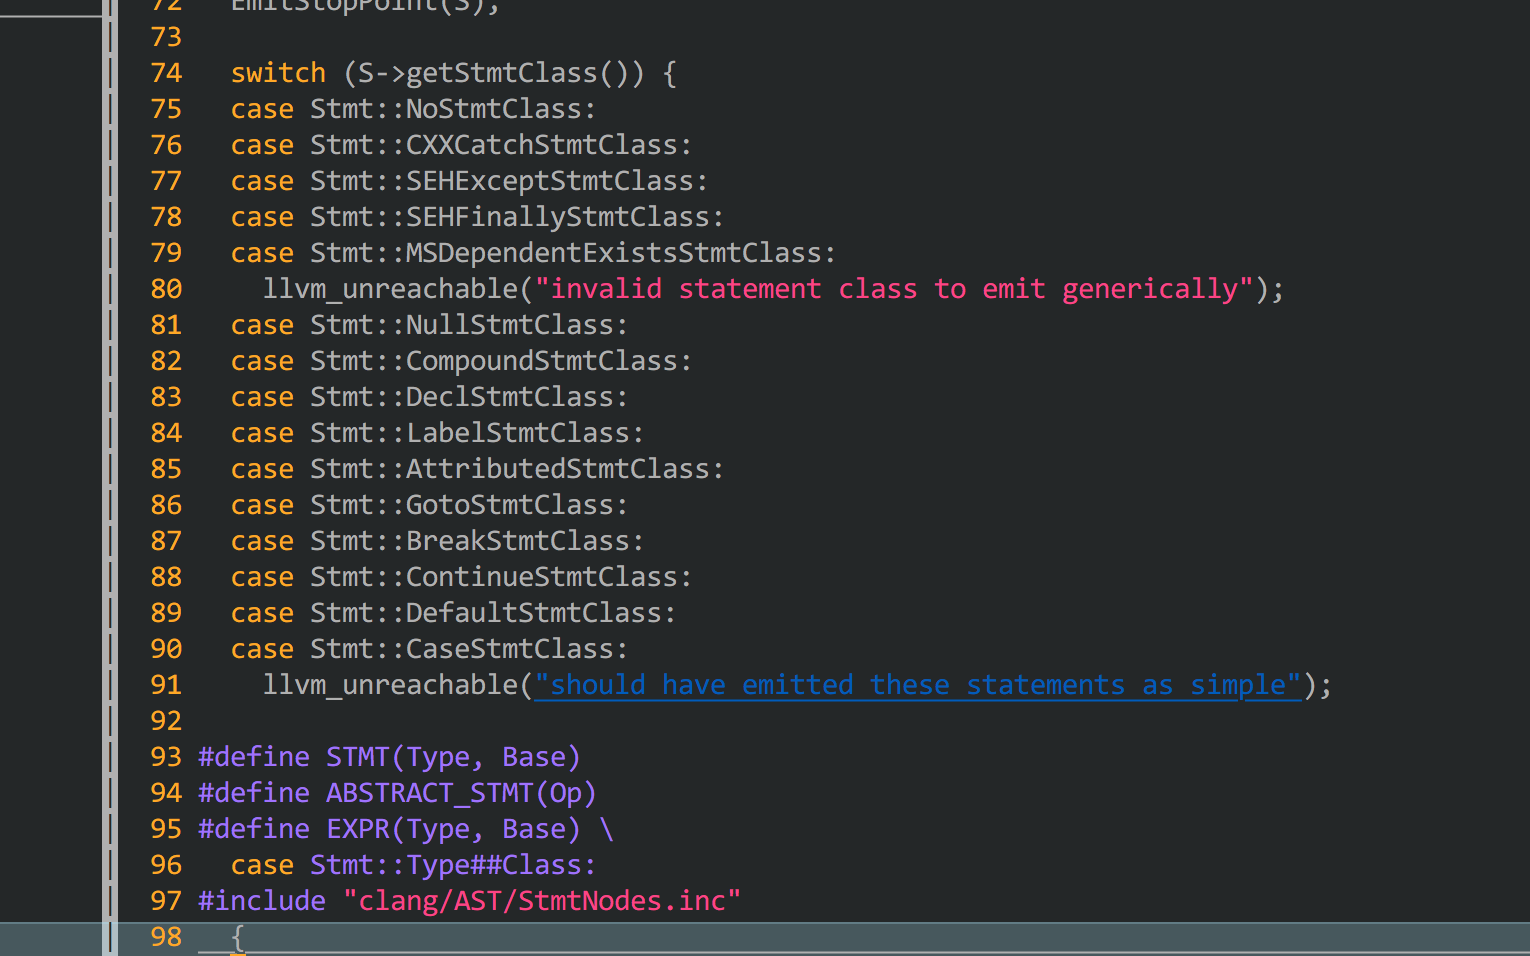 72   EmitStopPoint(S);
73
74   switch (S->getStmtClass()) {
75   case Stmt::NoStmtClass:
76   case Stmt::CXXCatchStmtClass:
77   case Stmt::SEHExceptStmtClass:
78   case Stmt::SEHFinallyStmtClass:
79   case Stmt::MSDependentExistsStmtClass:
80     llvm_unreachable("invalid statement class to emit generically");
81   case Stmt::NullStmtClass:
82   case Stmt::CompoundStmtClass:
83   case Stmt::DeclStmtClass:
84   case Stmt::LabelStmtClass:
85   case Stmt::AttributedStmtClass:
86   case Stmt::GotoStmtClass:
87   case Stmt::BreakStmtClass:
88   case Stmt::ContinueStmtClass:
89   case Stmt::DefaultStmtClass:
90   case Stmt::CaseStmtClass:
91     llvm_unreachable("should have emitted these statements as simple");
92
93 #define STMT(Type, Base)
94 #define ABSTRACT_STMT(Op)
95 #define EXPR(Type, Base) \
96   case Stmt::Type##Class:
97 #include "clang/AST/StmtNodes.inc"
98   {